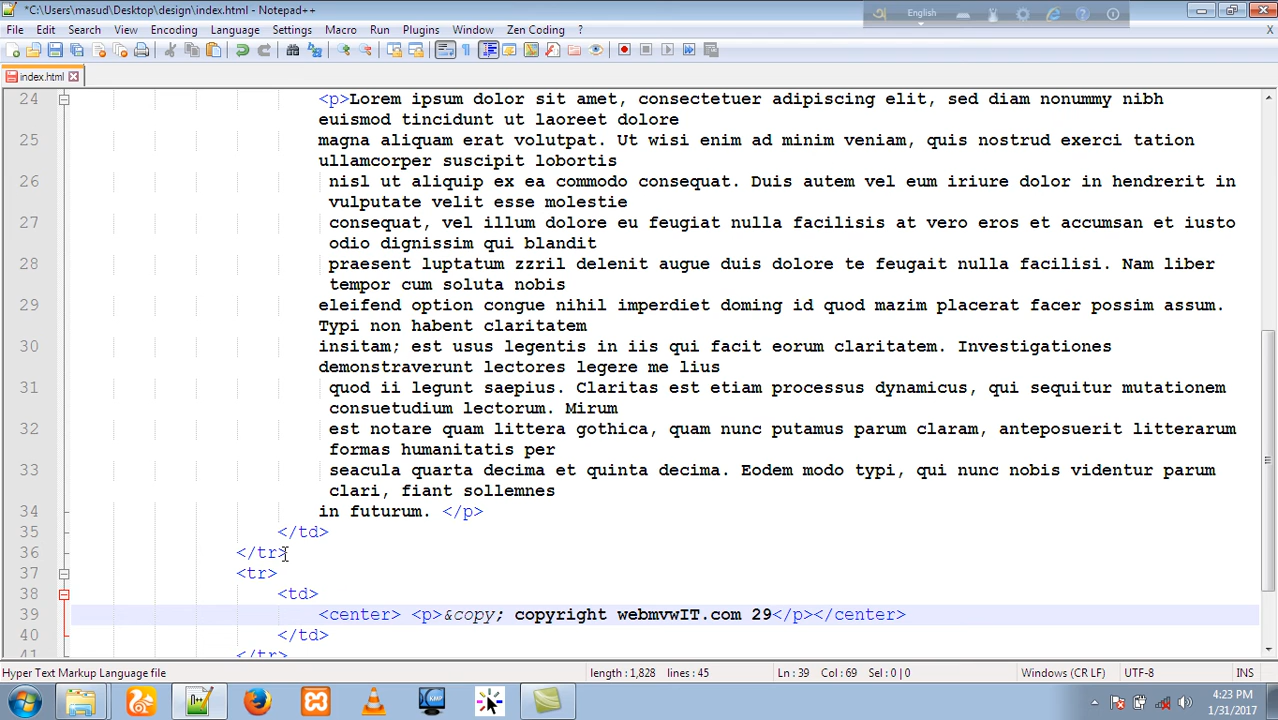 *C:\Users\masud\Desktop\design\index.html - Notepad++
English
File Edit Search View Encoding Language Settings Macro Run Plugins Window Zen Coding ? X
index.html
24 <p>Lorem ipsum dolor sit amet, consectetuer adipiscing elit, sed diam nonummy nibh
euismod tincidunt ut laoreet dolore
25 magna aliquam erat volutpat. Ut wisi enim ad minim veniam, quis nostrud exerci tation
ullamcorper suscipit lobortis
26 nisl ut aliquip ex ea commodo consequat. Duis autem vel eum iriure dolor in hendrerit in
vulputate velit esse molestie
27 consequat, vel illum dolore eu feugiat nulla facilisis at vero eros et accumsan et iusto
odio dignissim qui blandit
28 praesent luptatum zzril delenit augue duis dolore te feugait nulla facilisi. Nam liber
tempor cum soluta nobis
29 eleifend option congue nihil imperdiet doming id quod mazim placerat facer possim assum.
Typi non habent claritatem
30 insitam; est usus legentis in iis qui facit eorum claritatem. Investigationes
demonstraverunt lectores legere me lius
31 quod ii legunt saepius. Claritas est etiam processus dynamicus, qui sequitur mutationem
consuetudium lectorum. Mirum
32 est notare quam littera gothica, quam nunc putamus parum claram, anteposuerit litterarum
formas humanitatis per
33 seacula quarta decima et quinta decima. Eodem modo typi, qui nunc nobis videntur parum
clari, fiant sollemnes
34 in futurum. </p>
35 </td>
36 </tr>
37 <tr>
38 <td>
39 <center> <p>&copy; copyright webmvwIT.com 29</p></center>
40 </td>
41 </tr>
Hyper Text Markup Language file length : 1,828 lines : 45 Ln : 39 Col : 69 Sel : 0 | 0 Windows (CR LF) UTF-8 INS
4:23 PM
1/31/2017